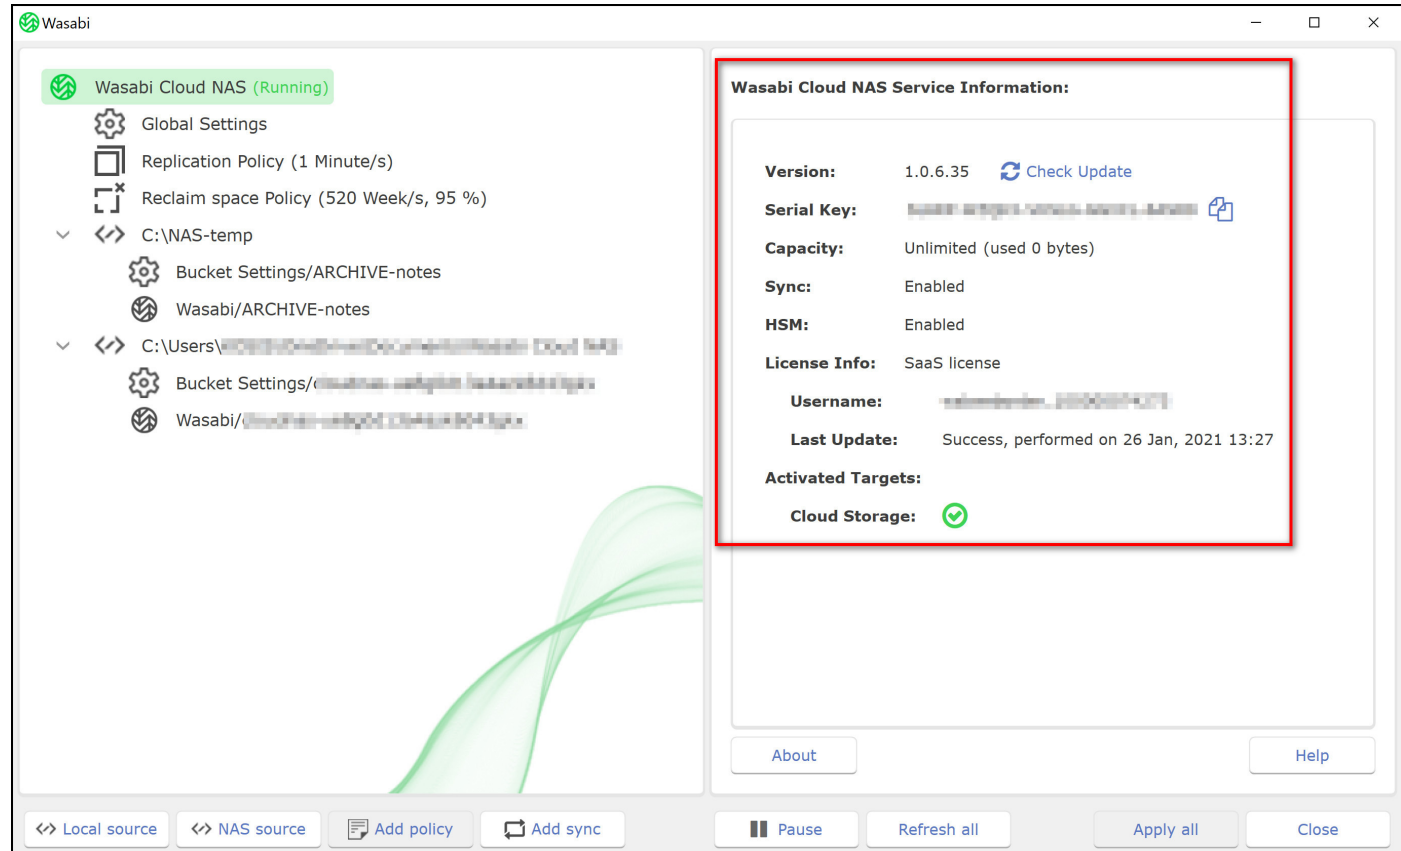 Wasabi
Wasabi Cloud NAS (Running)
Global Settings
Replication Policy (1 Minute/s)
Reclaim space Policy (520 Week/s, 95 %)
C:\NAS-temp
Bucket Settings/ARCHIVE-notes
Wasabi/ARCHIVE-notes
C:\Users\
Bucket Settings/
Wasabi/
Wasabi Cloud NAS Service Information:
Version: 1.0.6.35 Check Update
Serial Key:
Capacity: Unlimited (used 0 bytes)
Sync: Enabled
HSM: Enabled
License Info: SaaS license
Username:
Last Update: Success, performed on 26 Jan, 2021 13:27
Activated Targets:
Cloud Storage:
About Help
Local source NAS source Add policy Add sync Pause Refresh all Apply all Close